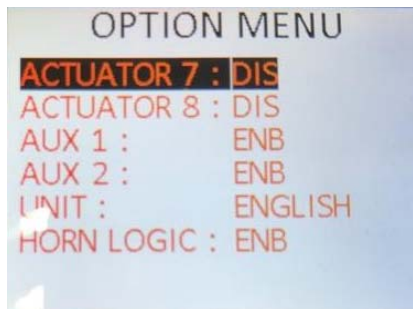 OPTION MENU
ACTUATOR 7 : DIS
ACTUATOR 8 : DIS
AUX 1 : ENB
AUX 2 : ENB
UNIT : ENGLISH
HORN LOGIC : ENB